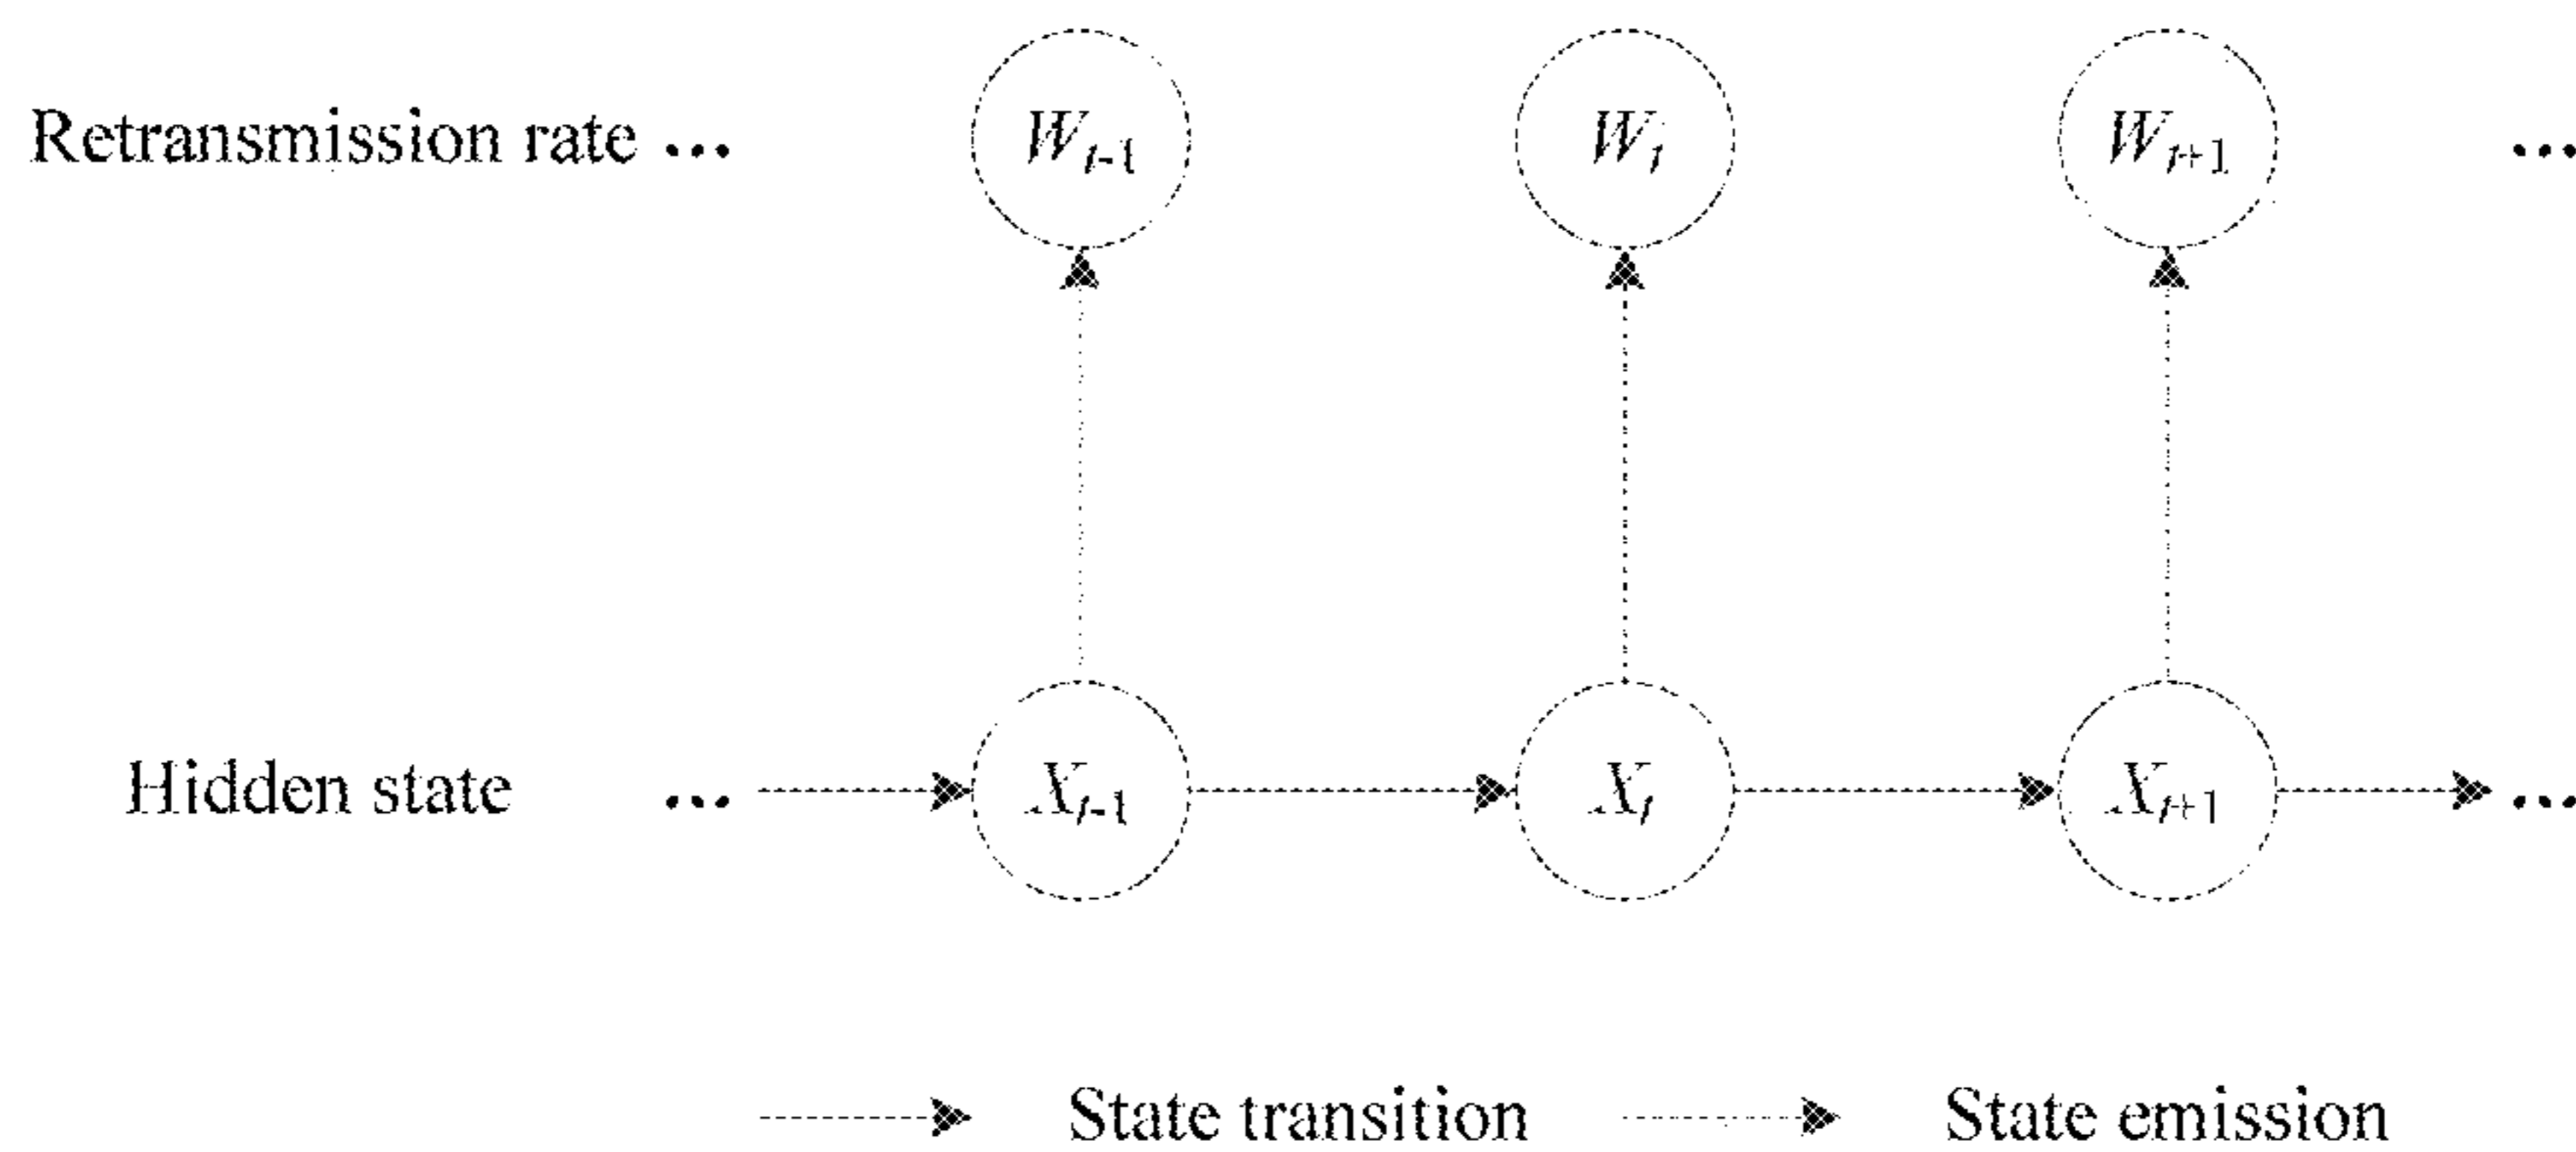 Retransmission rate ... W_{t-1} W_t W_{t+1} ...
Hidden state ... X_{t-1} X_t X_{t+1} ...
State transition State emission